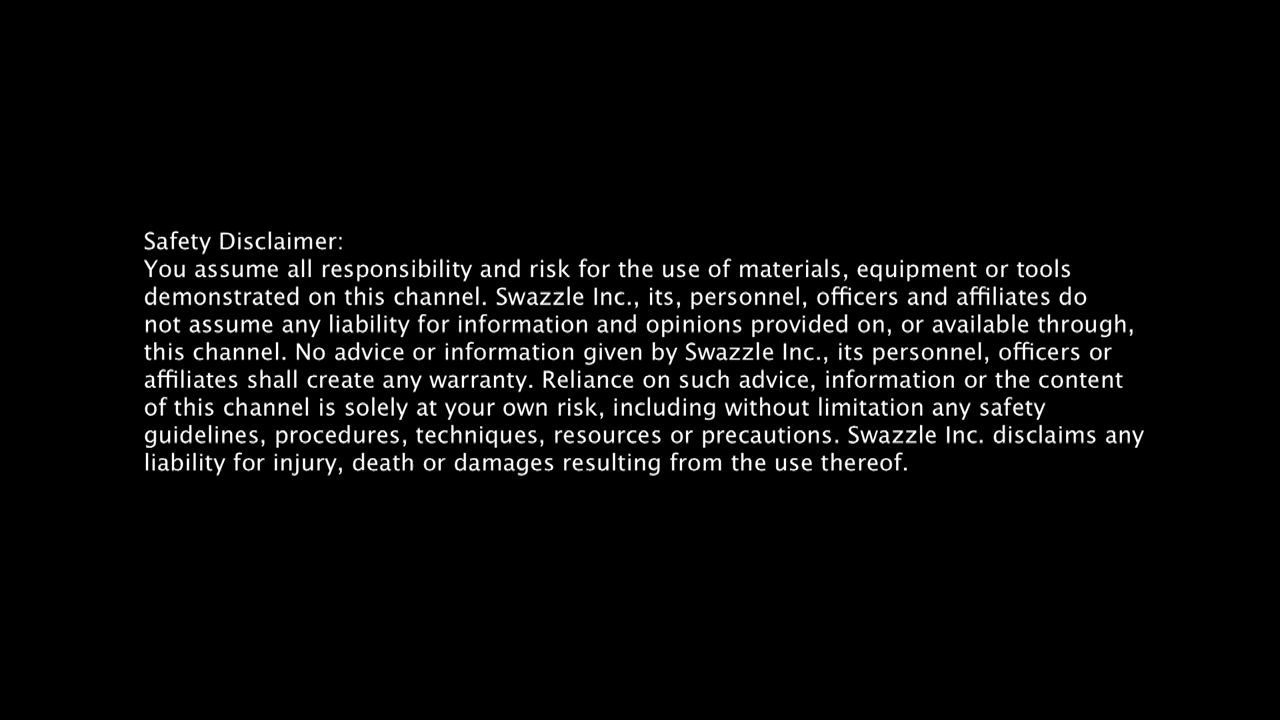 Safety Disclaimer:
You assume all responsibility and risk for the use of materials, equipment or tools
demonstrated on this channel. Swazzle Inc., its, personnel, officers and affiliates do
not assume any liability for information and opinions provided on, or available through,
this channel. No advice or information given by Swazzle Inc., its personnel, officers or
affiliates shall create any warranty. Reliance on such advice, information or the content
of this channel is solely at your own risk, including without limitation any safety
guidelines, procedures, techniques, resources or precautions. Swazzle Inc. disclaims any
liability for injury, death or damages resulting from the use thereof.